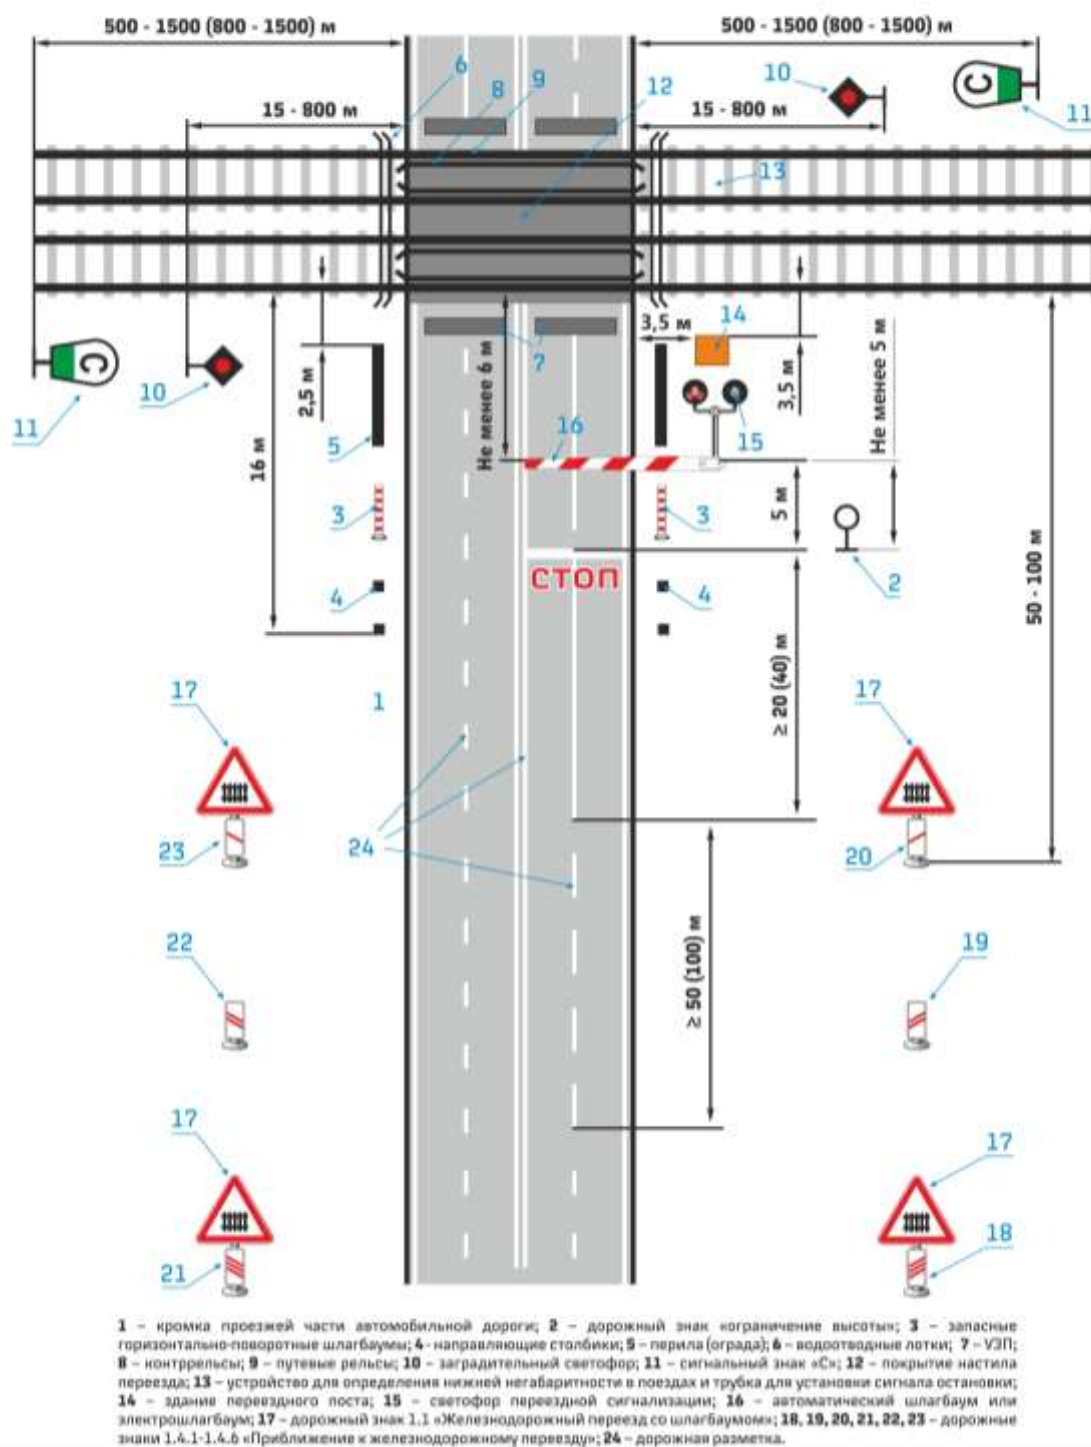 500 - 1500 (800 - 1500) м
500 - 1500 (800 - 1500) м
6
9
8
12
10
C
11
15 - 800 м
15 - 800 м
13
3,5 м
14
7
C
10
11
2,5 м
Не менее 6 м
3,5 м
Не менее 5 м
5
16
15
16 м
3
3
5 м
2
СТОП
4
4
50 - 100 м
≥ 20 (40) м
17
1
17
23
24
20
22
19
≥ 50 (100) м
17
17
21
18
1 – кромка проезжей части автомобильной дороги; 2 – дорожный знак «ограничение высоты»; 3 – запасные
горизонтально-поворотные шлагбаумы; 4 - направляющие столбики; 5 – перила (ограда); 6 – водоотводные лотки; 7 – УЗП;
8 – контррельсы; 9 – путевые рельсы; 10 – заградительный светофор; 11 – сигнальный знак «С»; 12 – покрытие настила
переезда; 13 – устройство для определения нижней негабаритности в поездах и трубка для установки сигнала остановки;
14 – здание переездного поста; 15 – светофор переездной сигнализации; 16 – автоматический шлагбаум или
электрошлагбаум; 17 – дорожный знак 1.1 «Железнодорожный переезд со шлагбаумом»; 18, 19, 20, 21, 22, 23 – дорожные
знаки 1.4.1-1.4.6 «Приближение к железнодорожному переезду»; 24 – дорожная разметка.